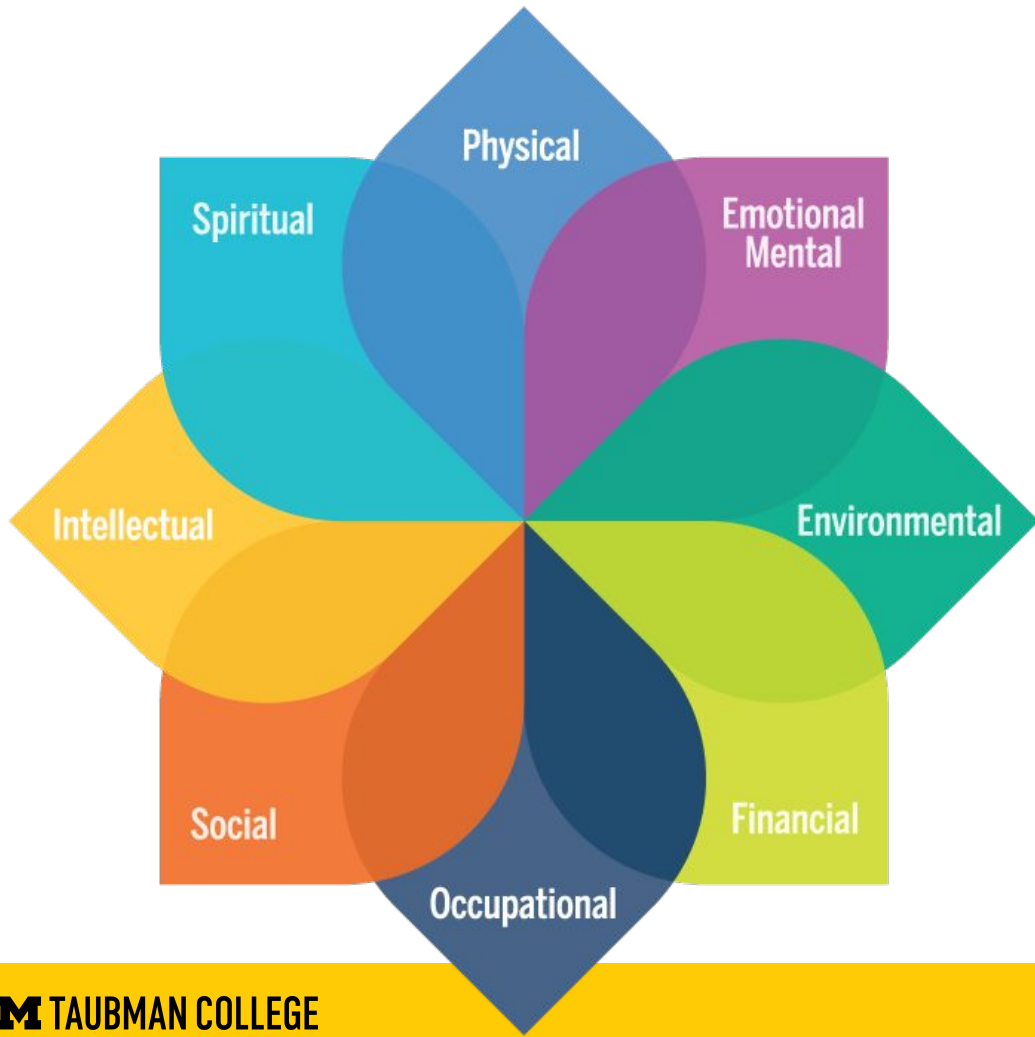 Physical
Spiritual
Emotional
Mental
Intellectual
Environmental
Social
Financial
Occupational
M TAUBMAN COLLEGE